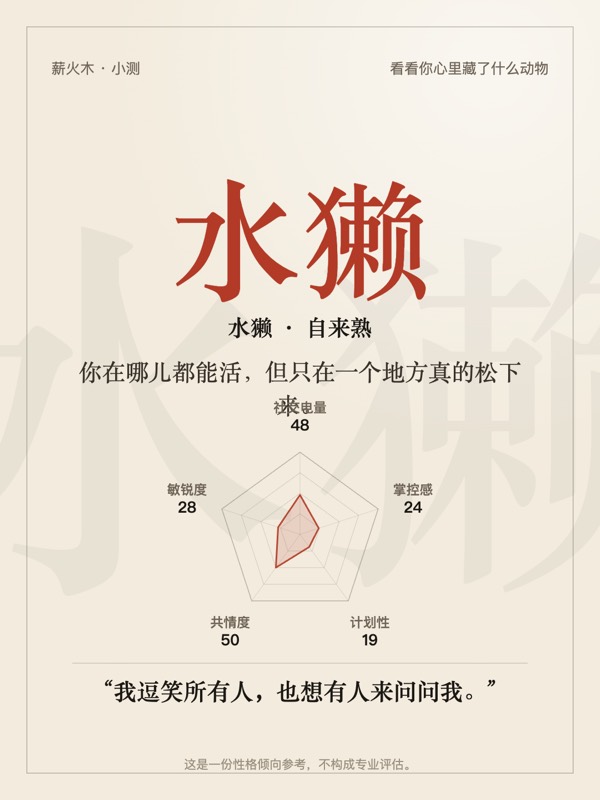 薪火木 · 小测
看看你心里藏了什么动物
水獭
水獭 · 自来熟
你在哪儿都能活，但只在一个地方真的松下
来。
社交电量
48
敏锐度
28
掌控感
24
共情度
50
计划性
19
“我逗笑所有人，也想有人来问问我。”
这是一份性格倾向参考，不构成专业评估。